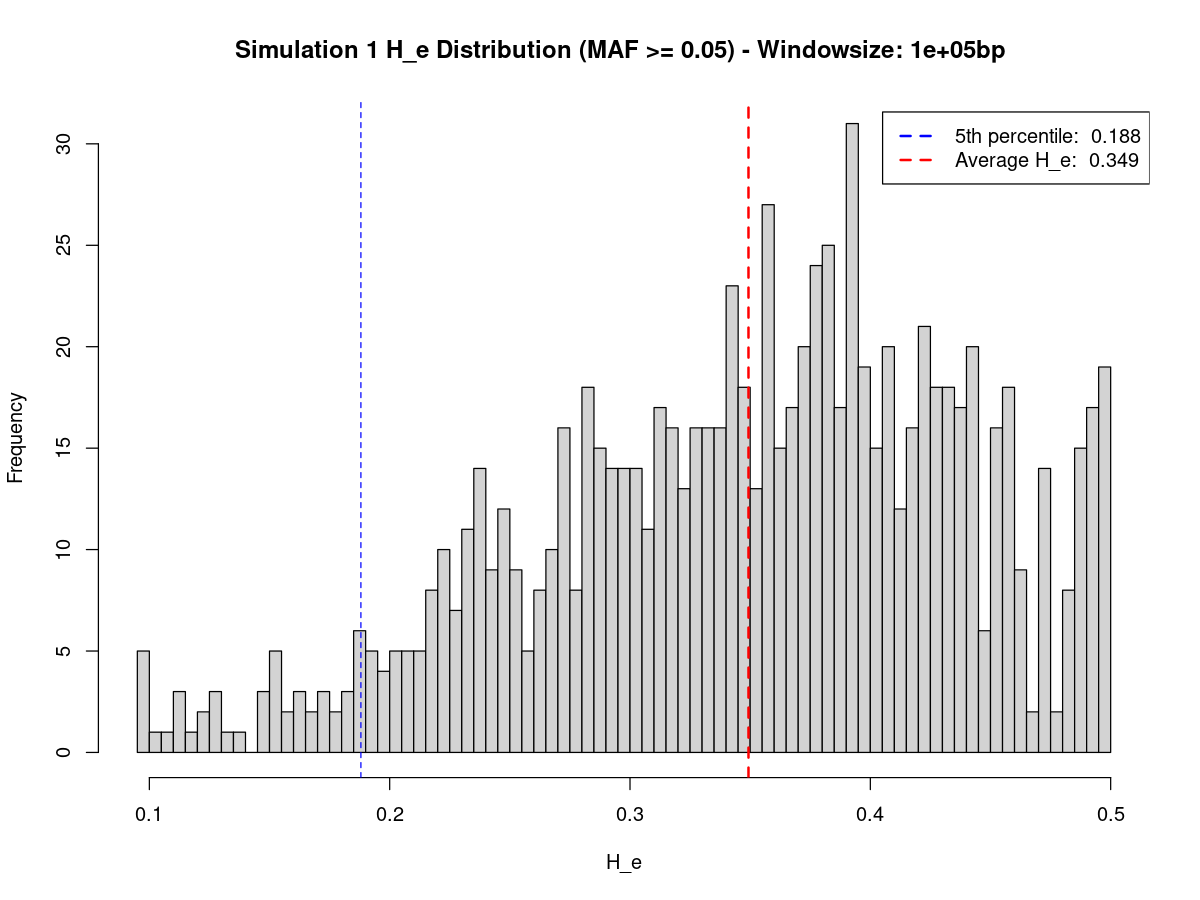 Simulation 1 H_e Distribution (MAF >= 0.05) - Windowsize: 1e+05bp
5th percentile: 0.188
Average H_e: 0.349
Frequency
30
25
20
15
10
5
0
0.1 0.2 0.3 0.4 0.5
H_e